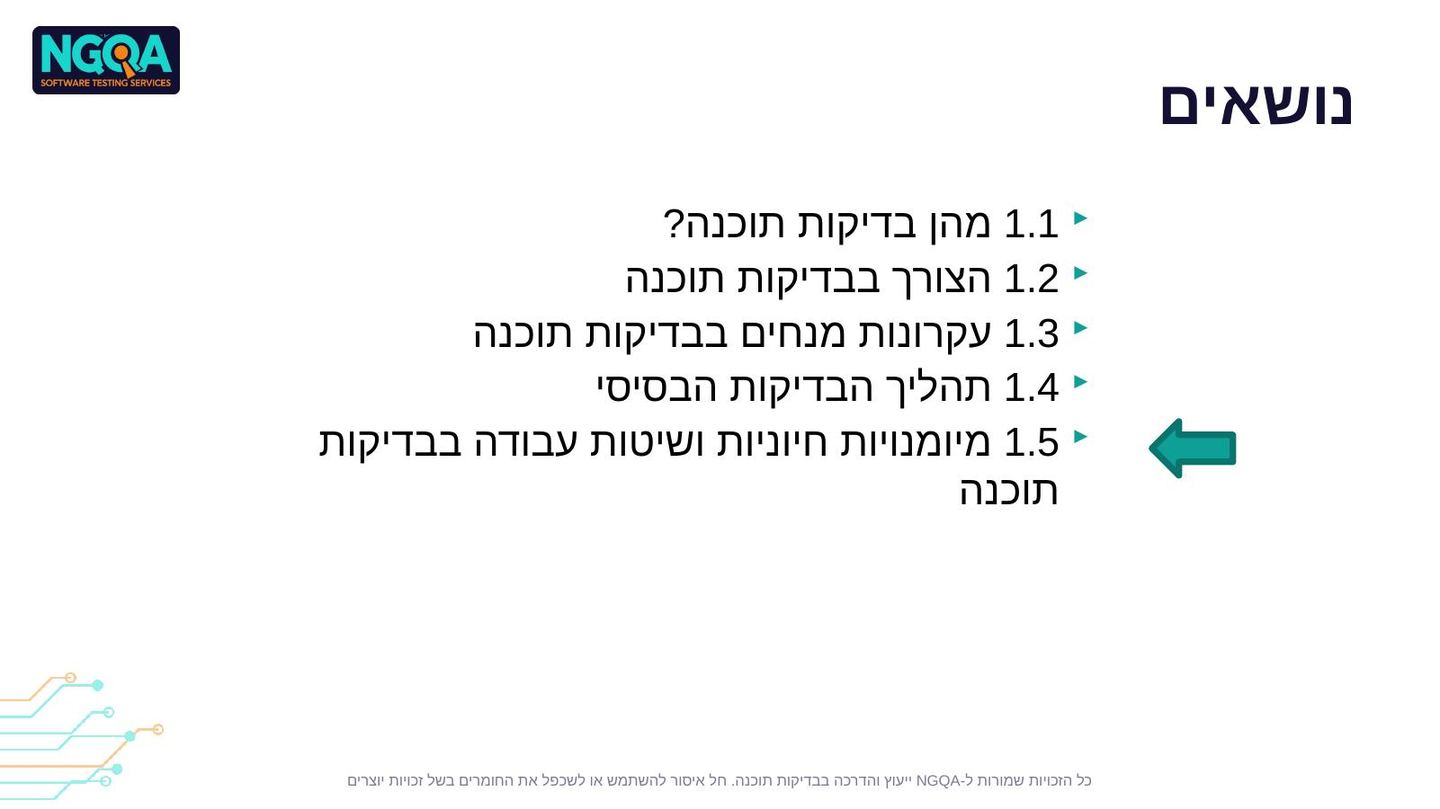 NGQA
SOFTWARE TESTING SERVICES
נושאים
1.1 מהן בדיקות תוכנה?
1.2 הצורך בבדיקות תוכנה
1.3 עקרונות מנחים בבדיקות תוכנה
1.4 תהליך הבדיקות הבסיסי
1.5 מיומנויות חיוניות ושיטות עבודה בבדיקות
תוכנה
כל הזכויות שמורות ל-NGQA ייעוץ והדרכה בבדיקות תוכנה. חל איסור להשתמש או לשכפל את החומרים בשל זכויות יוצרים